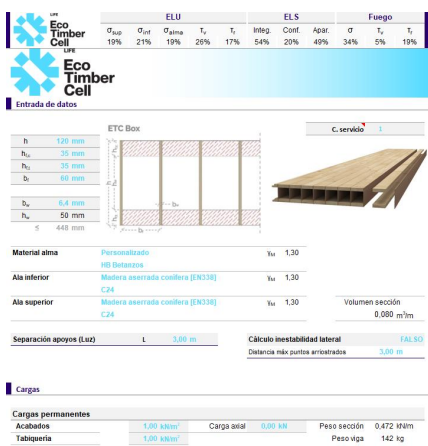 LIFE
Eco
Timber
Cell
ELU ELS Fuego
σsup σinf σalma τv τr Integ. Conf. Apar. σ τv τr
19% 21% 19% 26% 17% 54% 20% 49% 34% 5% 19%
LIFE
Eco
Timber
Cell
Entrada de datos
ETC Box
C. servicio 1
h 120 mm
35 mm
35 mm
60 mm
bw 6,4 mm
hw 50 mm
≤ 448 mm
Material alma Personalizado γM 1,30
HB Betanzos
Ala inferior Madera aserrada conífera [EN338] γM 1,30
C24
Ala superior Madera aserrada conífera [EN338] γM 1,30 Volumen sección
C24 0,080 m³/m
Separación apoyos (Luz) L 3,00 m Cálculo inestabilidad lateral FALSO
Distancia máx puntos arriostrados 3,00 m
Cargas
Cargas permanentes
Acabados 1,00 kN/m² Carga axial 0,00 kN Peso sección 0,472 kN/m
Tabiquería 1,00 kN/m² Peso viga 142 kg